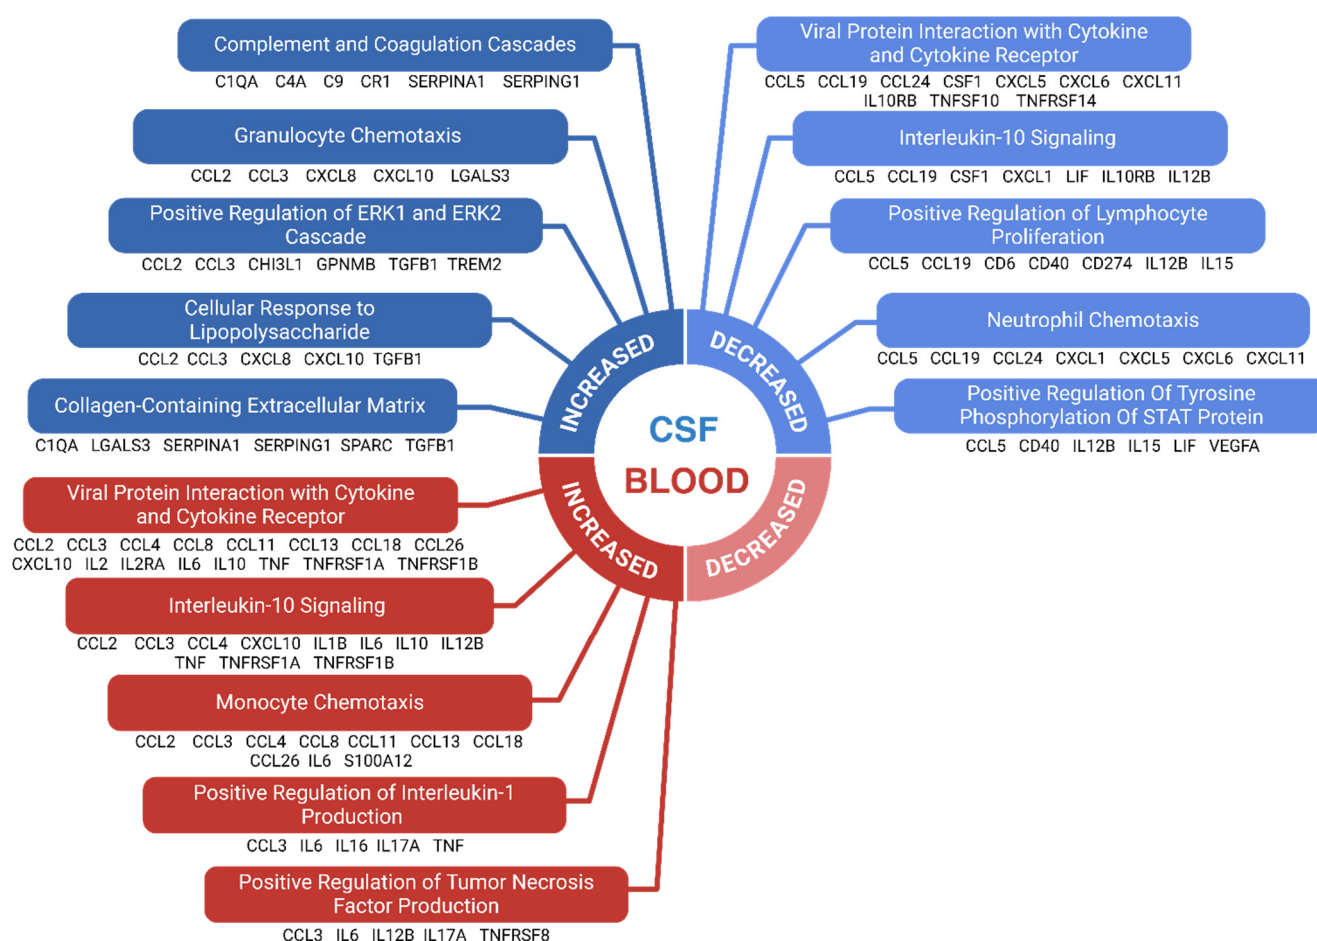 Complement and Coagulation Cascades
C1QA C4A C9 CR1 SERPINA1 SERPING1
Granulocyte Chemotaxis
CCL2 CCL3 CXCL8 CXCL10 LGALS3
Positive Regulation of ERK1 and ERK2
Cascade
CCL2 CCL3 CHI3L1 GPNMB TGFB1 TREM2
Cellular Response to
Lipopolysaccharide
CCL2 CCL3 CXCL8 CXCL10 TGFB1
Collagen-Containing Extracellular Matrix
C1QA LGALS3 SERPINA1 SERPING1 SPARC TGFB1
Viral Protein Interaction with Cytokine
and Cytokine Receptor
CCL5 CCL19 CCL24 CSF1 CXCL5 CXCL6 CXCL11
IL10RB TNFSF10 TNFRSF14
Interleukin-10 Signaling
CCL5 CCL19 CSF1 CXCL1 LIF IL10RB IL12B
Positive Regulation of Lymphocyte
Proliferation
CCL5 CCL19 CD6 CD40 CD274 IL12B IL15
Neutrophil Chemotaxis
CCL5 CCL19 CCL24 CXCL1 CXCL5 CXCL6 CXCL11
Positive Regulation Of Tyrosine
Phosphorylation Of STAT Protein
CCL5 CD40 IL12B IL15 LIF VEGFA
INCREASED
DECREASED
CSF
BLOOD
INCREASED
DECREASED
Viral Protein Interaction with Cytokine
and Cytokine Receptor
CCL2 CCL3 CCL4 CCL8 CCL11 CCL13 CCL18 CCL26
CXCL10 IL2 IL2RA IL6 IL10 TNF TNFRSF1A TNFRSF1B
Interleukin-10 Signaling
CCL2 CCL3 CCL4 CXCL10 IL1B IL6 IL10 IL12B
TNF TNFRSF1A TNFRSF1B
Monocyte Chemotaxis
CCL2 CCL3 CCL4 CCL8 CCL11 CCL13 CCL18
CCL26 IL6 S100A12
Positive Regulation of Interleukin-1
Production
CCL3 IL6 IL16 IL17A TNF
Positive Regulation of Tumor Necrosis
Factor Production
CCL3 IL6 IL12B IL17A TNFRSF8